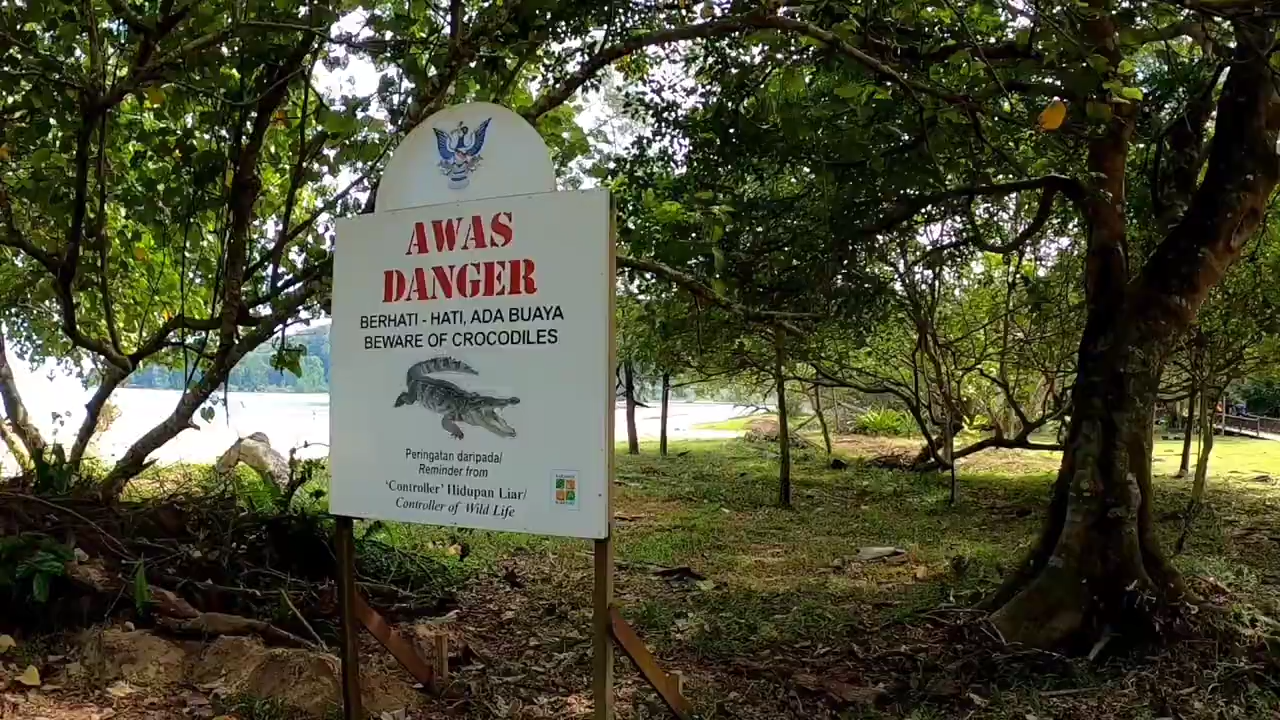 AWAS
DANGER
BERHATI - HATI, ADA BUAYA
BEWARE OF CROCODILES
Peringatan daripada/
Reminder from
'Controller' Hidupan Liar/
Controller of Wild Life